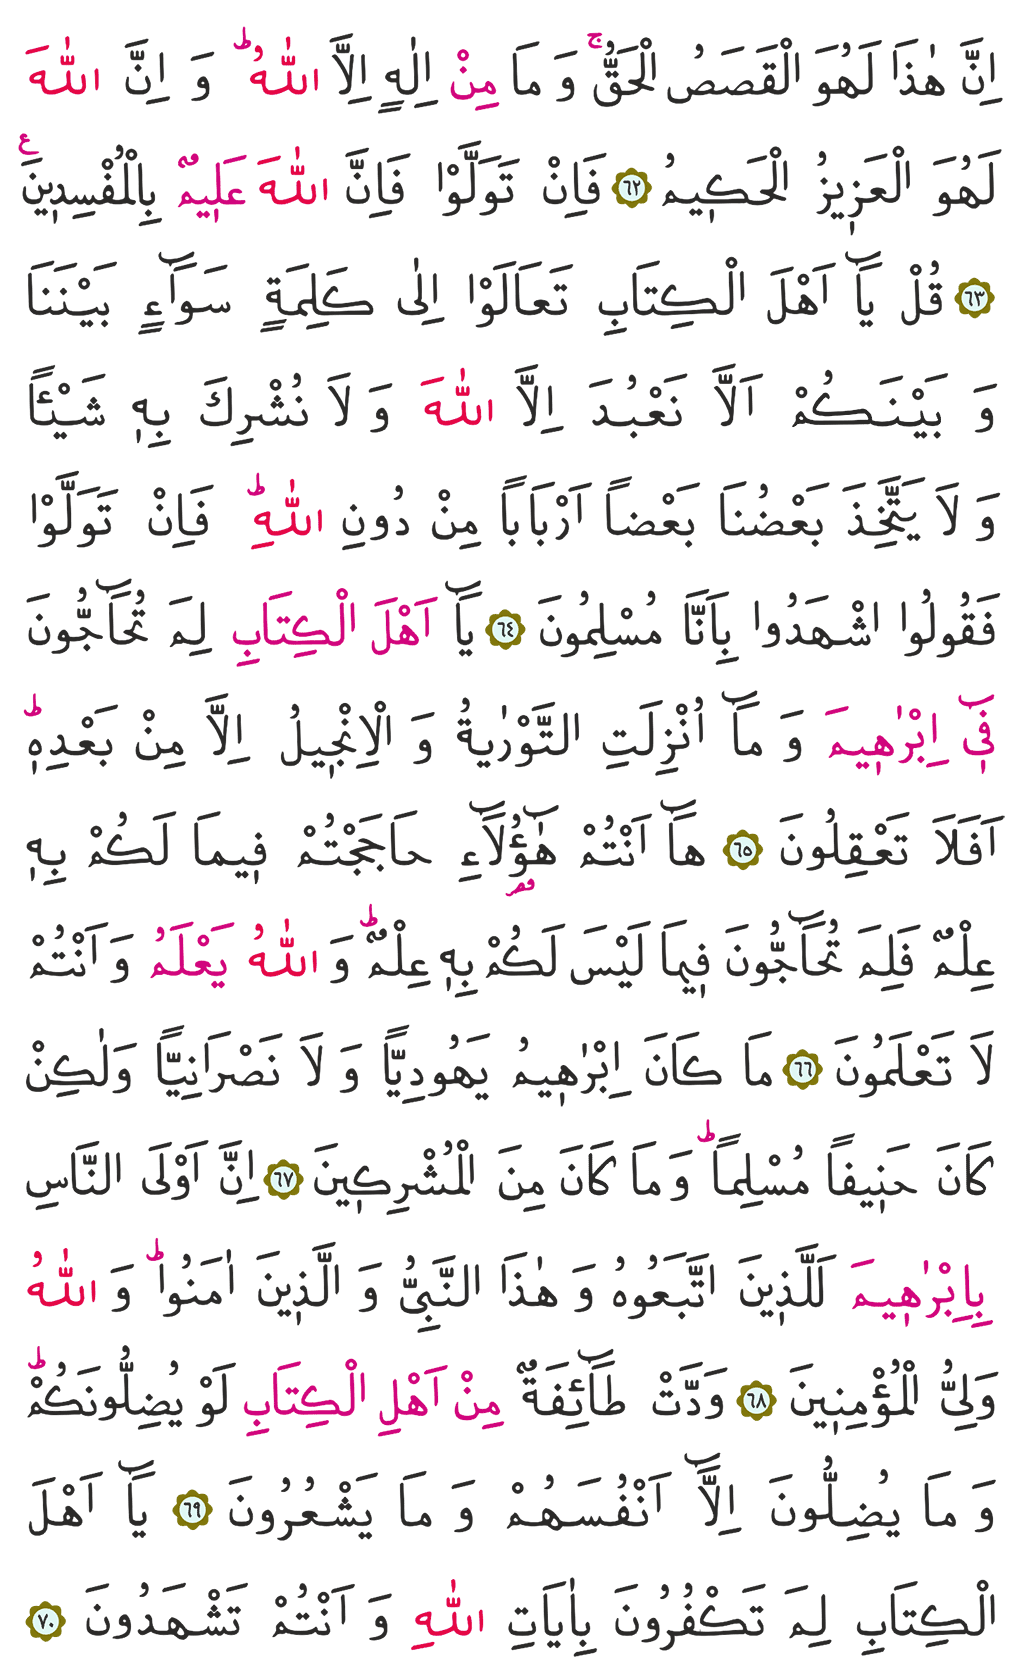 اِنَّ هٰذَا لَهُوَ الْقَصَصُ الْحَقُّۚ وَ مَا مِنْ اِلٰهٍ اِلَّا اللّٰهُؕ وَ اِنَّ اللّٰهَ
لَهُوَ الْعَزٖيزُ الْحَكٖيمُ ﴿٦٢﴾ فَاِنْ تَوَلَّوْا فَاِنَّ اللّٰهَ عَلٖيمٌ بِالْمُفْسِدٖينَ ع
﴿٦٣﴾ قُلْ يَٓا اَهْلَ الْكِتَابِ تَعَالَوْا اِلٰى كَلِمَةٍ سَوَٓاءٍ بَيْنَنَا
وَ بَيْنَكُمْ اَلَّا نَعْبُدَ اِلَّا اللّٰهَ وَ لَا نُشْرِكَ بِهٖ شَيْـًٔا
وَ لَا يَتَّخِذَ بَعْضُنَا بَعْضاً اَرْبَاباً مِنْ دُونِ اللّٰهِؕ فَاِنْ تَوَلَّوْا
فَقُولُوا اشْهَدُوا بِاَنَّا مُسْلِمُونَ ﴿٦٤﴾ يَٓا اَهْلَ الْكِتَابِ لِمَ تُحَٓاجُّونَ
فٖٓي اِبْرٰهٖيمَ وَ مَٓا اُنْزِلَتِ التَّوْرٰيةُ وَ الْاِنْجٖيلُ اِلَّا مِنْ بَعْدِهٖؕ
اَفَلَا تَعْقِلُونَ ﴿٦٥﴾ هَٓا اَنْتُمْ هٰٓؤُ۬لَٓاءِ حَاجَجْتُمْ فٖيمَا لَكُمْ بِهٖ
عِلْمٌ فَلِمَ تُحَٓاجُّونَ فٖيمَا لَيْسَ لَكُمْ بِهٖ عِلْمٌؕ وَ اللّٰهُ يَعْلَمُ وَ اَنْتُمْ
لَا تَعْلَمُونَ ﴿٦٦﴾ مَا كَانَ اِبْرٰهٖيمُ يَهُودِيًّا وَ لَا نَصْرَانِيًّا وَلٰكِنْ
كَانَ حَنٖيفاً مُسْلِماًؕ وَ مَا كَانَ مِنَ الْمُشْرِكٖينَ ﴿٦٧﴾ اِنَّ اَوْلَى النَّاسِ
بِاِبْرٰهٖيمَ لَلَّذٖينَ اتَّبَعُوهُ وَ هٰذَا النَّبِيُّ وَ الَّذٖينَ اٰمَنُواؕ وَ اللّٰهُ
وَلِيُّ الْمُؤْمِنٖينَ ﴿٦٨﴾ وَدَّتْ طَٓائِفَةٌ مِنْ اَهْلِ الْكِتَابِ لَوْ يُضِلُّونَكُمْؕ
وَ مَا يُضِلُّونَ اِلَّٓا اَنْفُسَهُمْ وَ مَا يَشْعُرُونَ ﴿٦٩﴾ يَٓا اَهْلَ
الْكِتَابِ لِمَ تَكْفُرُونَ بِاٰيَاتِ اللّٰهِ وَ اَنْتُمْ تَشْهَدُونَ ﴿٧٠﴾